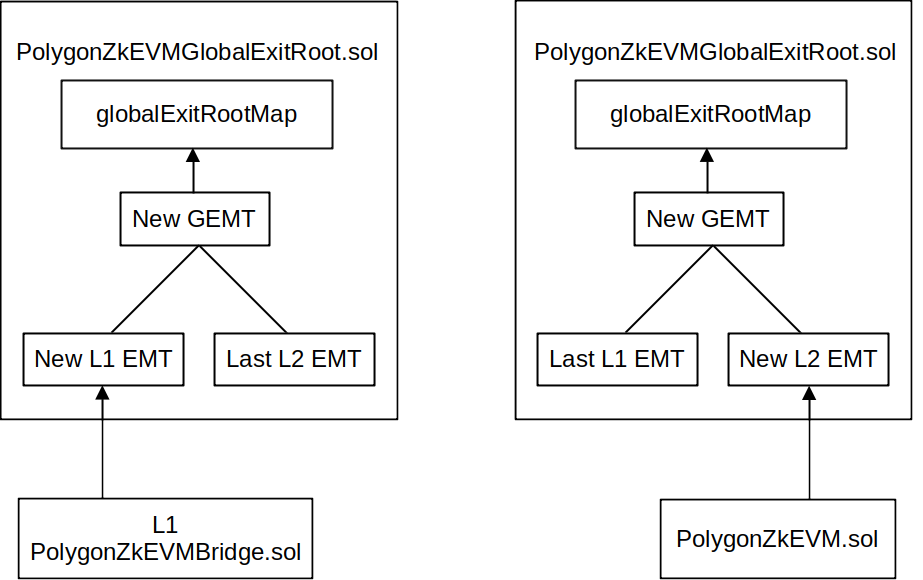 PolygonZkEVMGlobalExitRoot.sol
globalExitRootMap
New GEMT
New L1 EMT
Last L2 EMT
L1
PolygonZkEVMBridge.sol
PolygonZkEVMGlobalExitRoot.sol
globalExitRootMap
New GEMT
Last L1 EMT
New L2 EMT
PolygonZkEVM.sol